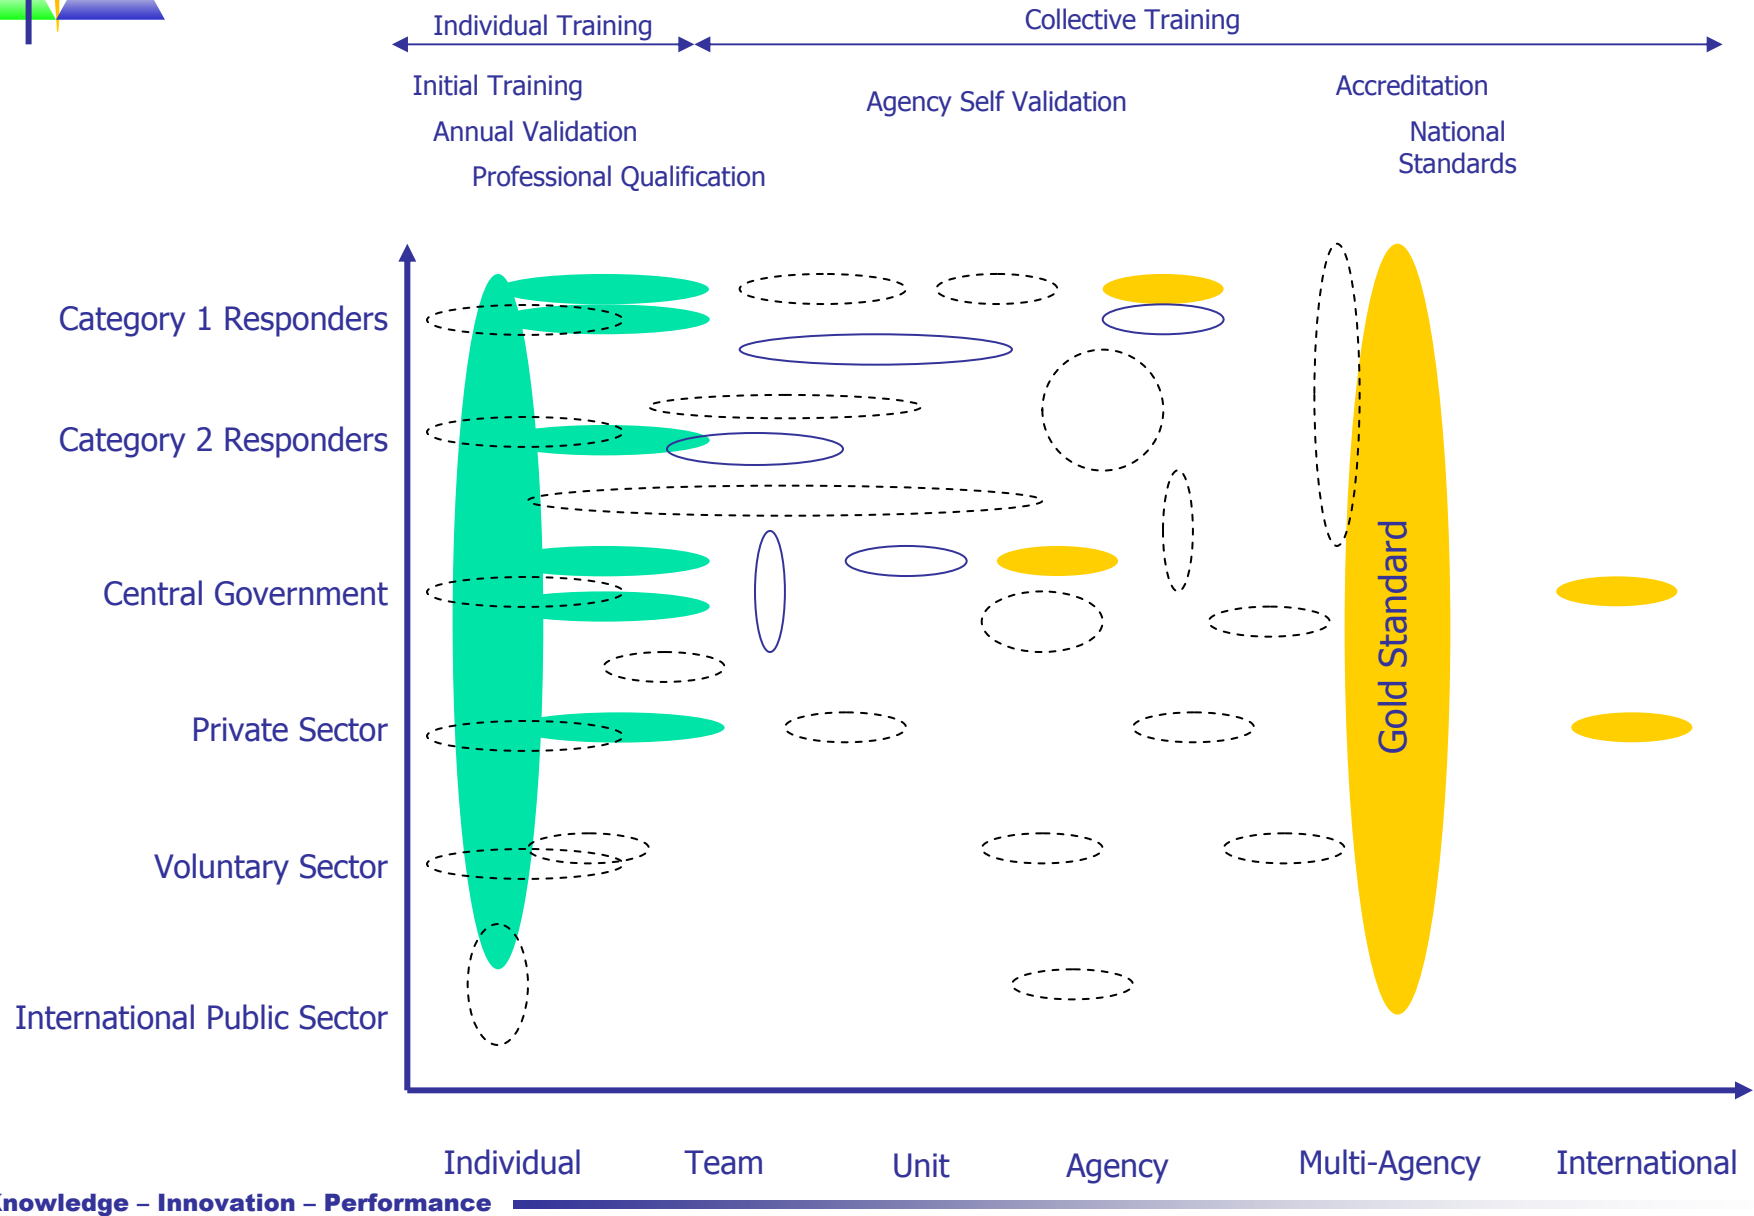 Individual Training
Collective Training
Initial Training
Annual Validation
Professional Qualification
Agency Self Validation
Accreditation
National
Standards
Category 1 Responders
Category 2 Responders
Central Government
Private Sector
Voluntary Sector
International Public Sector
Gold Standard
Individual
Team
Unit
Agency
Multi-Agency
International
Knowledge – Innovation – Performance